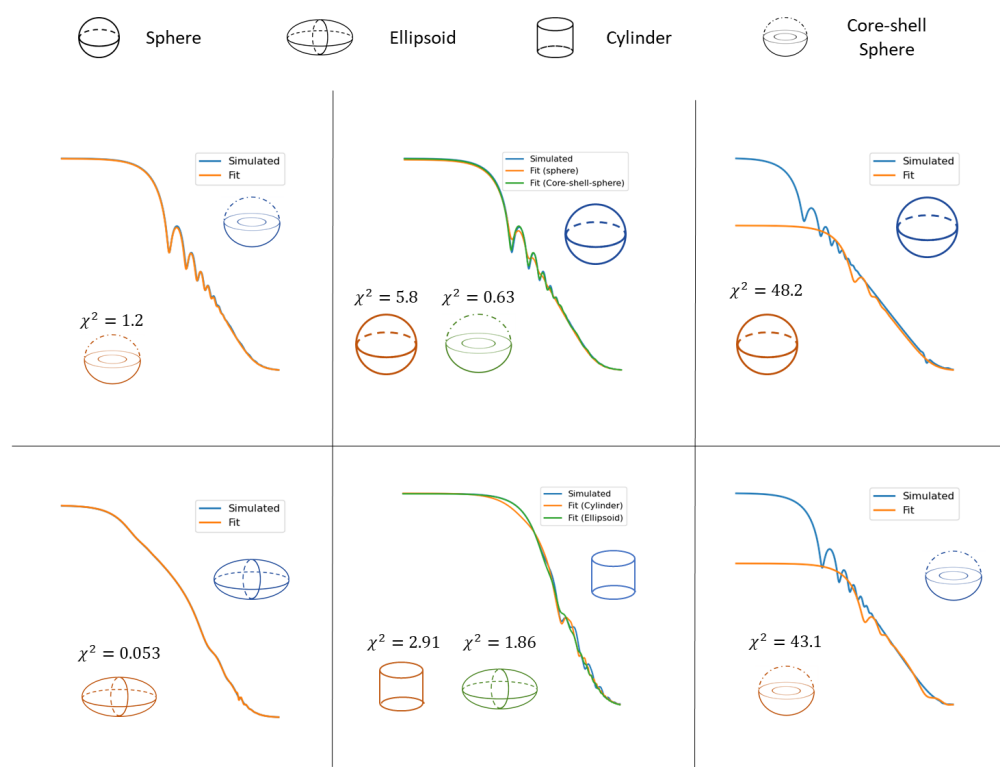 Sphere
Ellipsoid
Cylinder
Core-shell
Sphere
Simulated
Fit
χ² = 1.2
Simulated
Fit (sphere)
Fit (Core-shell-sphere)
χ² = 5.8
χ² = 0.63
Simulated
Fit
χ² = 48.2
Simulated
Fit
χ² = 0.053
Simulated
Fit (Cylinder)
Fit (Ellipsoid)
χ² = 2.91
χ² = 1.86
Simulated
Fit
χ² = 43.1